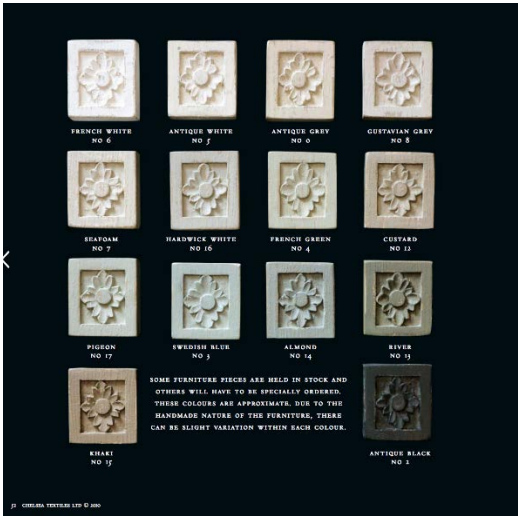 FRENCH WHITE
NO 6
ANTIQUE WHITE
NO 5
ANTIQUE GREY
NO 0
GUSTAVIAN GREY
NO 8
SEAFOAM
NO 7
HARDWICK WHITE
NO 16
FRENCH GREEN
NO 4
CUSTARD
NO 12
PIGEON
NO 17
SWEDISH BLUE
NO 3
ALMOND
NO 14
RIVER
NO 13
SOME FURNITURE PIECES ARE HELD IN STOCK AND
OTHERS WILL HAVE TO BE SPECIALLY ORDERED.
THESE COLOURS ARE APPROXIMATE. DUE TO THE
HANDMADE NATURE OF THE FURNITURE, THERE
CAN BE SLIGHT VARIATION WITHIN EACH COLOUR.
KHAKI
NO 15
ANTIQUE BLACK
NO 2
CHELSEA TEXTILES LTD ©